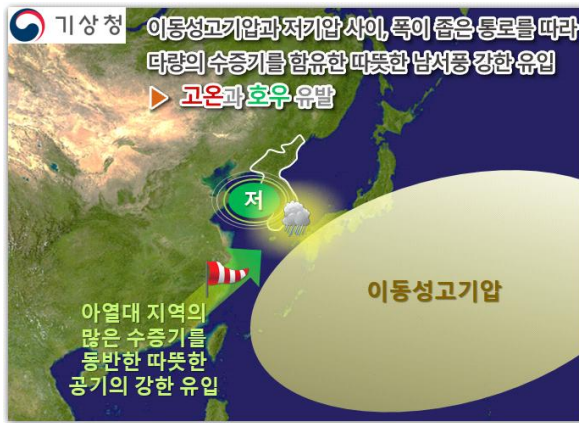 기상청
이동성고기압과 저기압 사이, 폭이 좁은 통로를 따라
다량의 수증기를 함유한 따뜻한 남서풍 강한 유입
▶ 고온과 호우 유발
저
이동성고기압
아열대 지역의
많은 수증기를
동반한 따뜻한
공기의 강한 유입